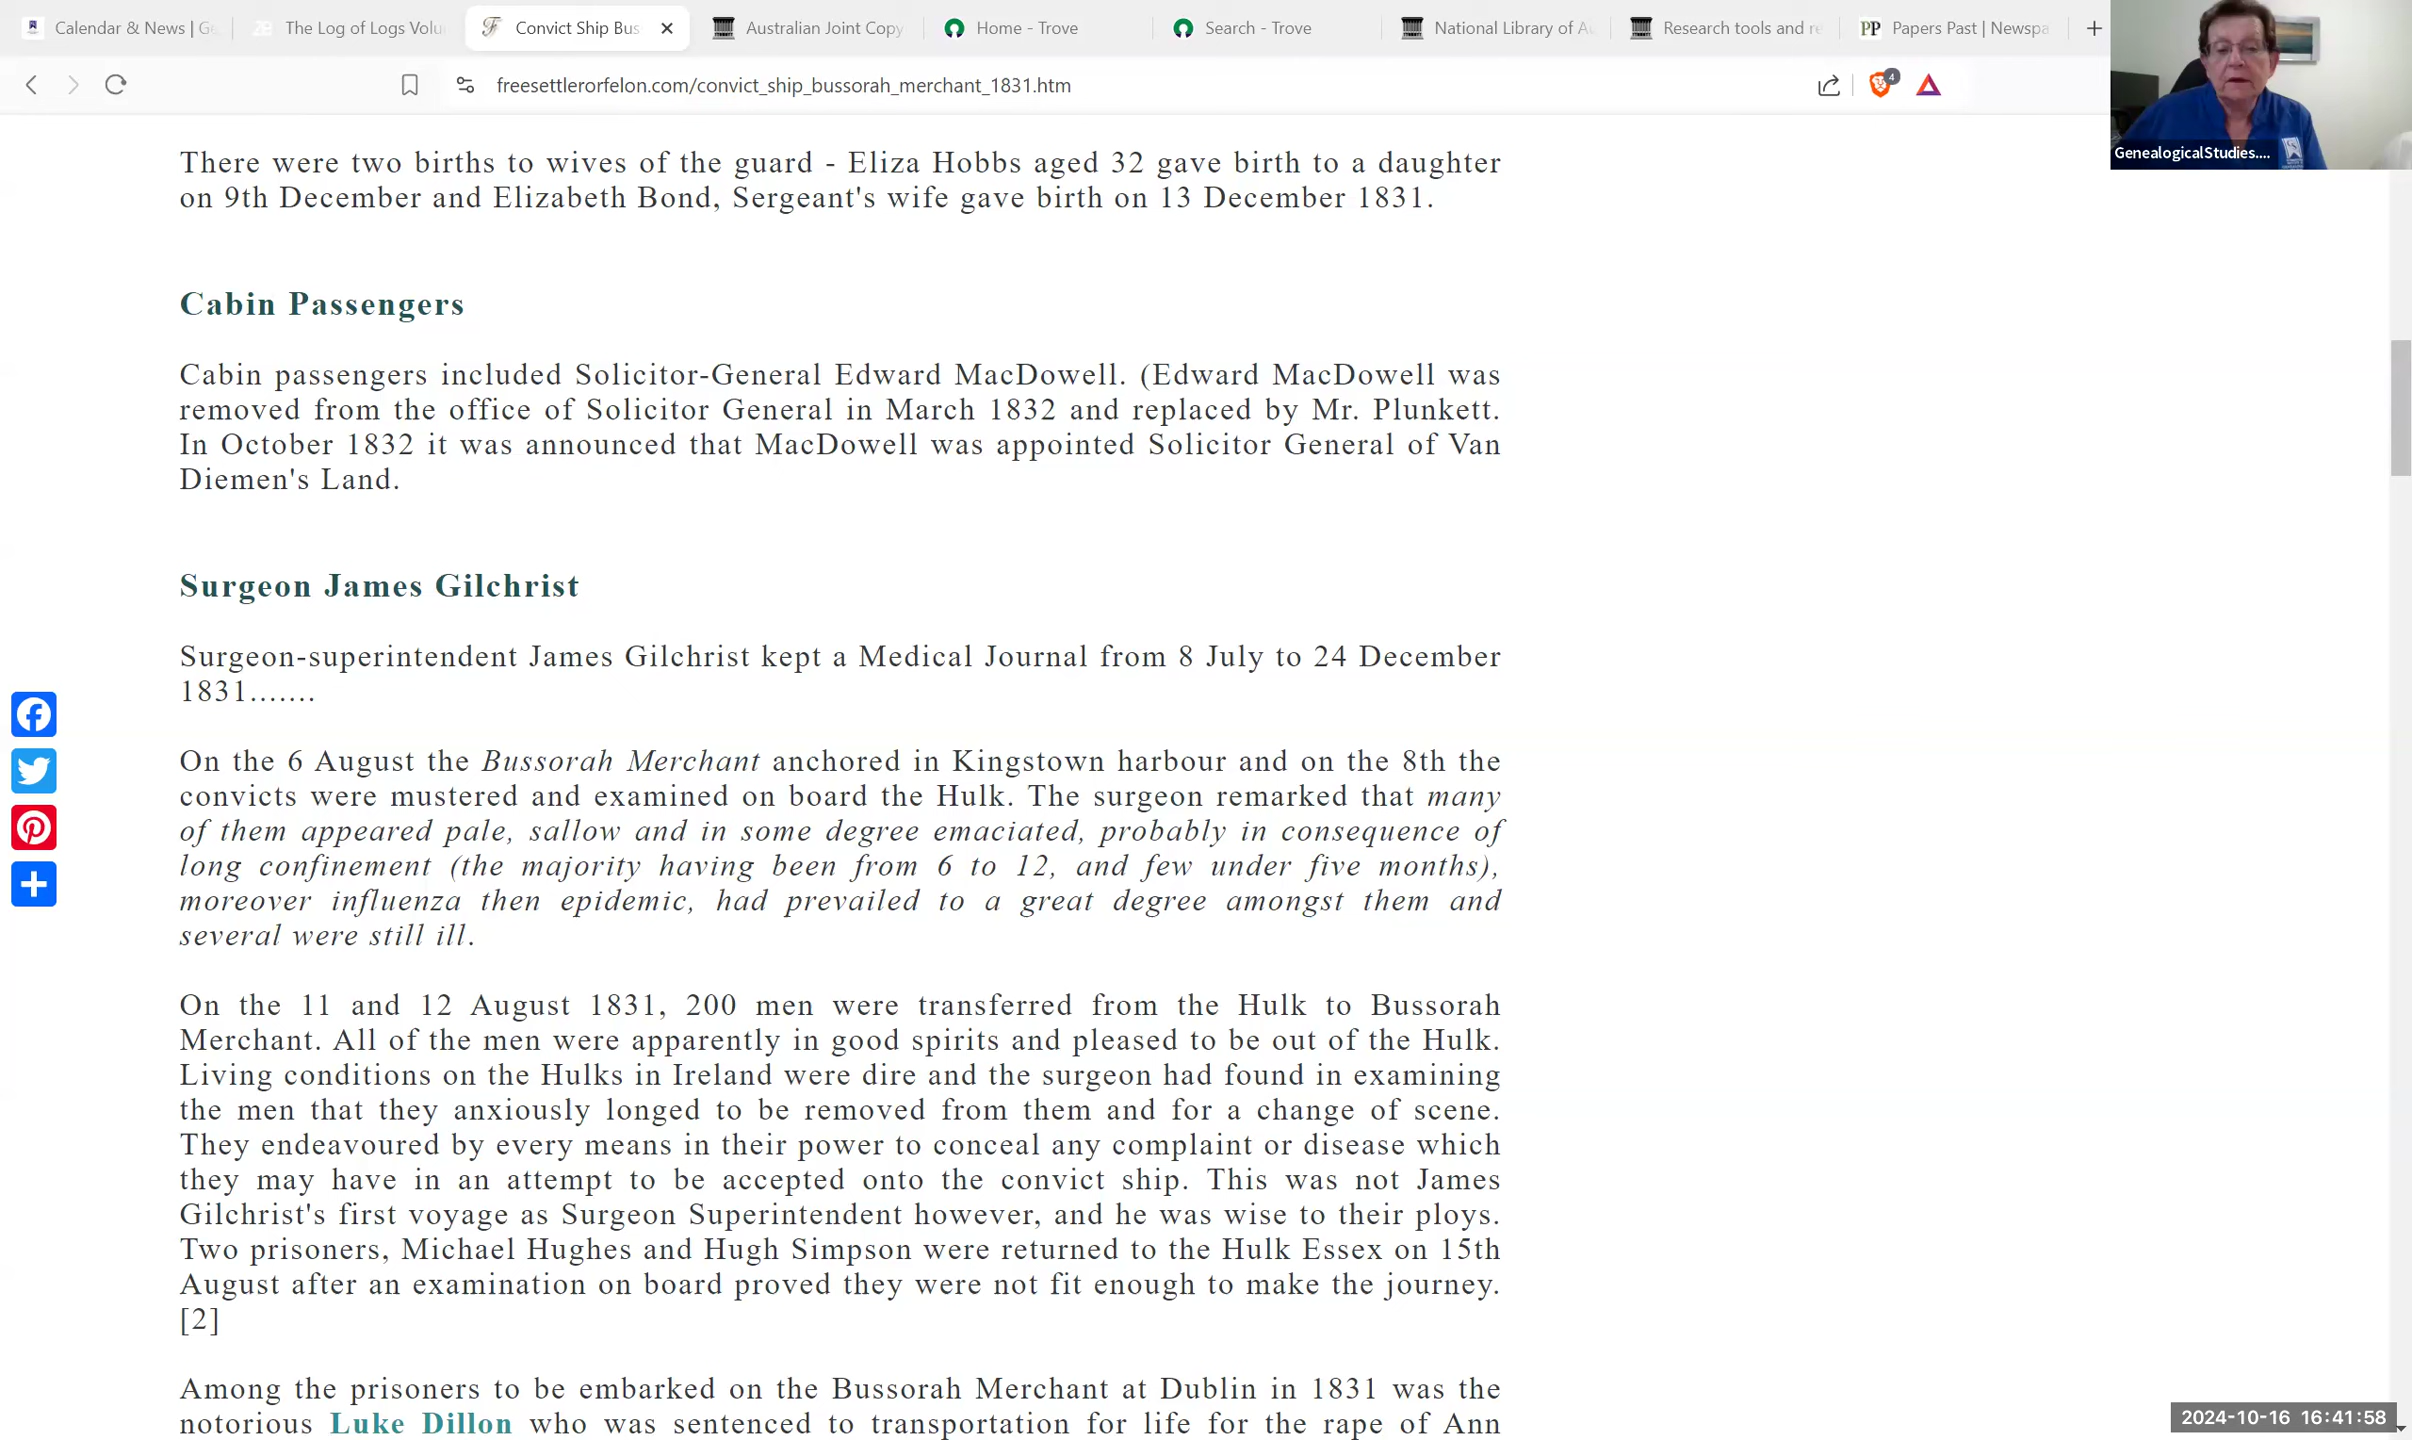 Calendar & News | Ge
The Log of Logs Volu
Convict Ship Bus
Australian Joint Copy
Home - Trove
Search - Trove
National Library of Au
Research tools and re
Papers Past | Newspa
freesettlerorfelon.com/convict_ship_bussorah_merchant_1831.htm
4
GenealogicalStudies....
There were two births to wives of the guard - Eliza Hobbs aged 32 gave birth to a daughter
on 9th December and Elizabeth Bond, Sergeant's wife gave birth on 13 December 1831.
Cabin Passengers
Cabin passengers included Solicitor-General Edward MacDowell. (Edward MacDowell was
removed from the office of Solicitor General in March 1832 and replaced by Mr. Plunkett.
In October 1832 it was announced that MacDowell was appointed Solicitor General of Van
Diemen's Land.
Surgeon James Gilchrist
Surgeon-superintendent James Gilchrist kept a Medical Journal from 8 July to 24 December
1831.......
On the 6 August the Bussorah Merchant anchored in Kingstown harbour and on the 8th the
convicts were mustered and examined on board the Hulk. The surgeon remarked that many
of them appeared pale, sallow and in some degree emaciated, probably in consequence of
long confinement (the majority having been from 6 to 12, and few under five months),
moreover influenza then epidemic, had prevailed to a great degree amongst them and
several were still ill.
On the 11 and 12 August 1831, 200 men were transferred from the Hulk to Bussorah
Merchant. All of the men were apparently in good spirits and pleased to be out of the Hulk.
Living conditions on the Hulks in Ireland were dire and the surgeon had found in examining
the men that they anxiously longed to be removed from them and for a change of scene.
They endeavoured by every means in their power to conceal any complaint or disease which
they may have in an attempt to be accepted onto the convict ship. This was not James
Gilchrist's first voyage as Surgeon Superintendent however, and he was wise to their ploys.
Two prisoners, Michael Hughes and Hugh Simpson were returned to the Hulk Essex on 15th
August after an examination on board proved they were not fit enough to make the journey.
[2]
Among the prisoners to be embarked on the Bussorah Merchant at Dublin in 1831 was the
notorious Luke Dillon who was sentenced to transportation for life for the rape of Ann
2024-10-16 16:41:58